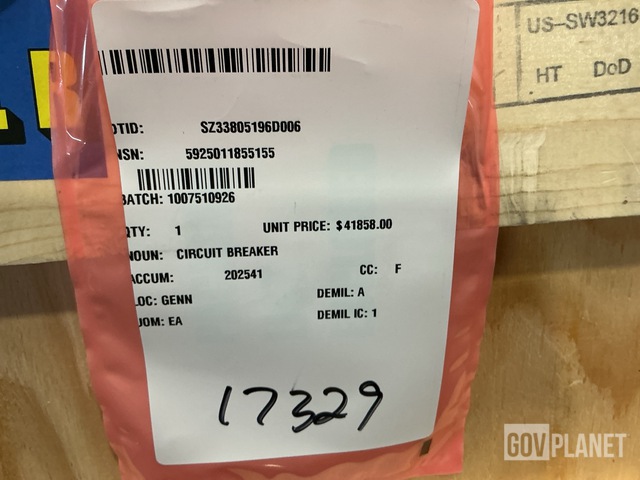 US-SW3216
HT DoD
DTID: SZ33805196D006
NSN: 5925011855155
BATCH: 1007510926
QTY: 1 UNIT PRICE: $41858.00
NOUN: CIRCUIT BREAKER
ACCUM: 202541 CC: F
LOC: GENN DEMIL: A
UOM: EA DEMIL IC: 1
17329
GOVPLANET